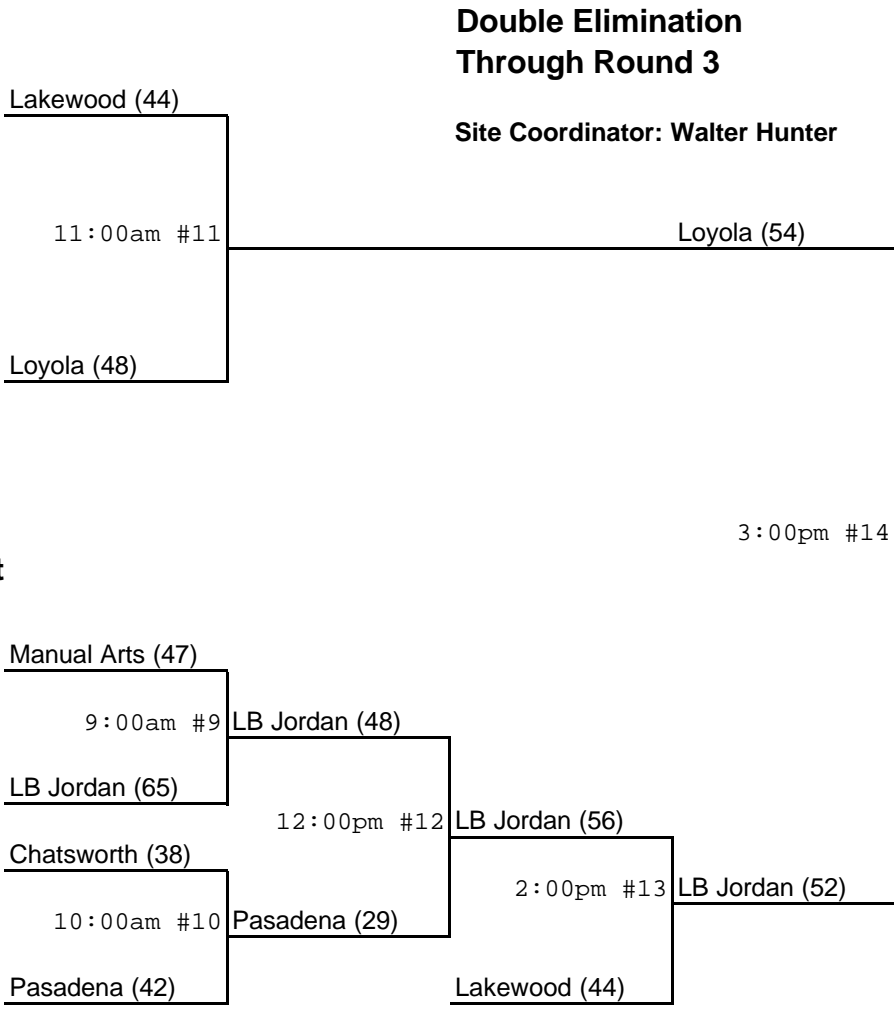 Double Elimination
Through Round 3
Lakewood (44)
Site Coordinator: Walter Hunter
11:00am #11
Loyola (54)
Loyola (48)
3:00pm #14
t
Manual Arts (47)
9:00am #9
LB Jordan (48)
LB Jordan (65)
12:00pm #12
LB Jordan (56)
Chatsworth (38)
2:00pm #13
LB Jordan (52)
10:00am #10
Pasadena (29)
Pasadena (42)
Lakewood (44)